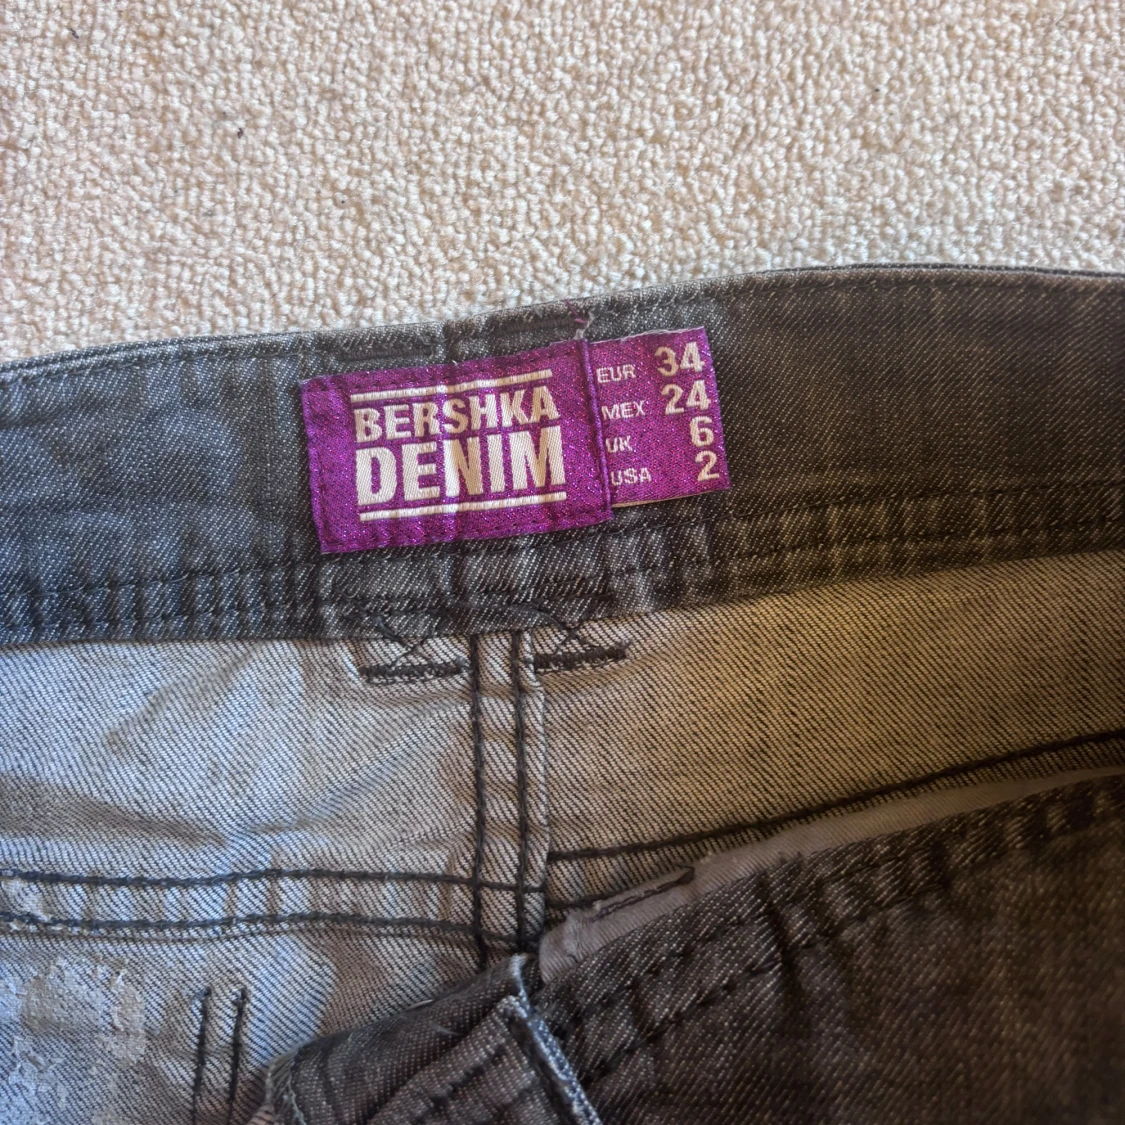 BERSHKA
DENIM
EUR 34
MEX 24
UK 6
USA 2